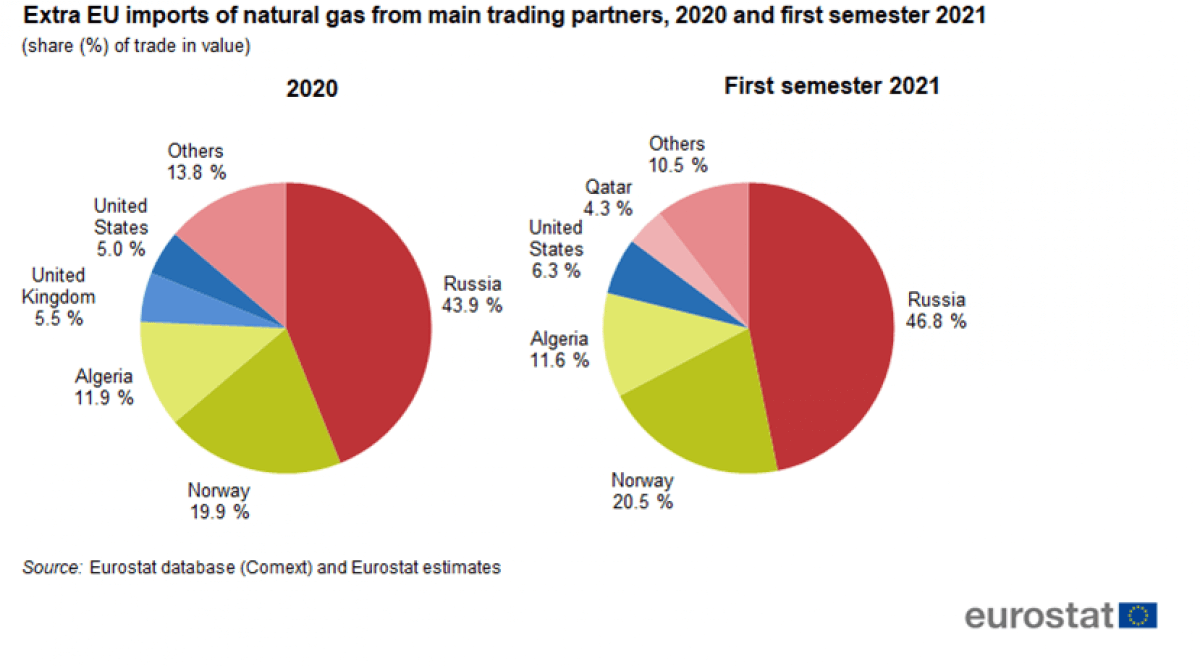 Extra EU imports of natural gas from main trading partners, 2020 and first semester 2021
(share (%) of trade in value)
2020
Others
13.8 %
United
States
5.0 %
United
Kingdom
5.5 %
Algeria
11.9 %
Norway
19.9 %
Russia
43.9 %
First semester 2021
Others
10.5 %
Qatar
4.3 %
United
States
6.3 %
Algeria
11.6 %
Norway
20.5 %
Russia
46.8 %
Source: Eurostat database (Comext) and Eurostat estimates
eurostat